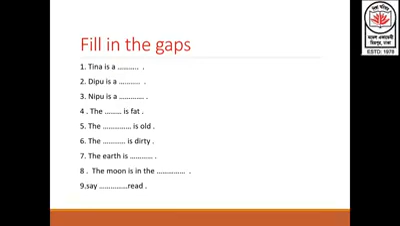 Fill in the gaps
1. Tina is a ……….. .
2. Dipu is a ……….. .
3. Nipu is a …………. .
4 . The ……… is fat .
5. The …………… is old .
6. The ………… is dirty .
7. The earth is ………… .
8 . The moon is in the …………… .
9.say ……………read .
ESTD: 1978